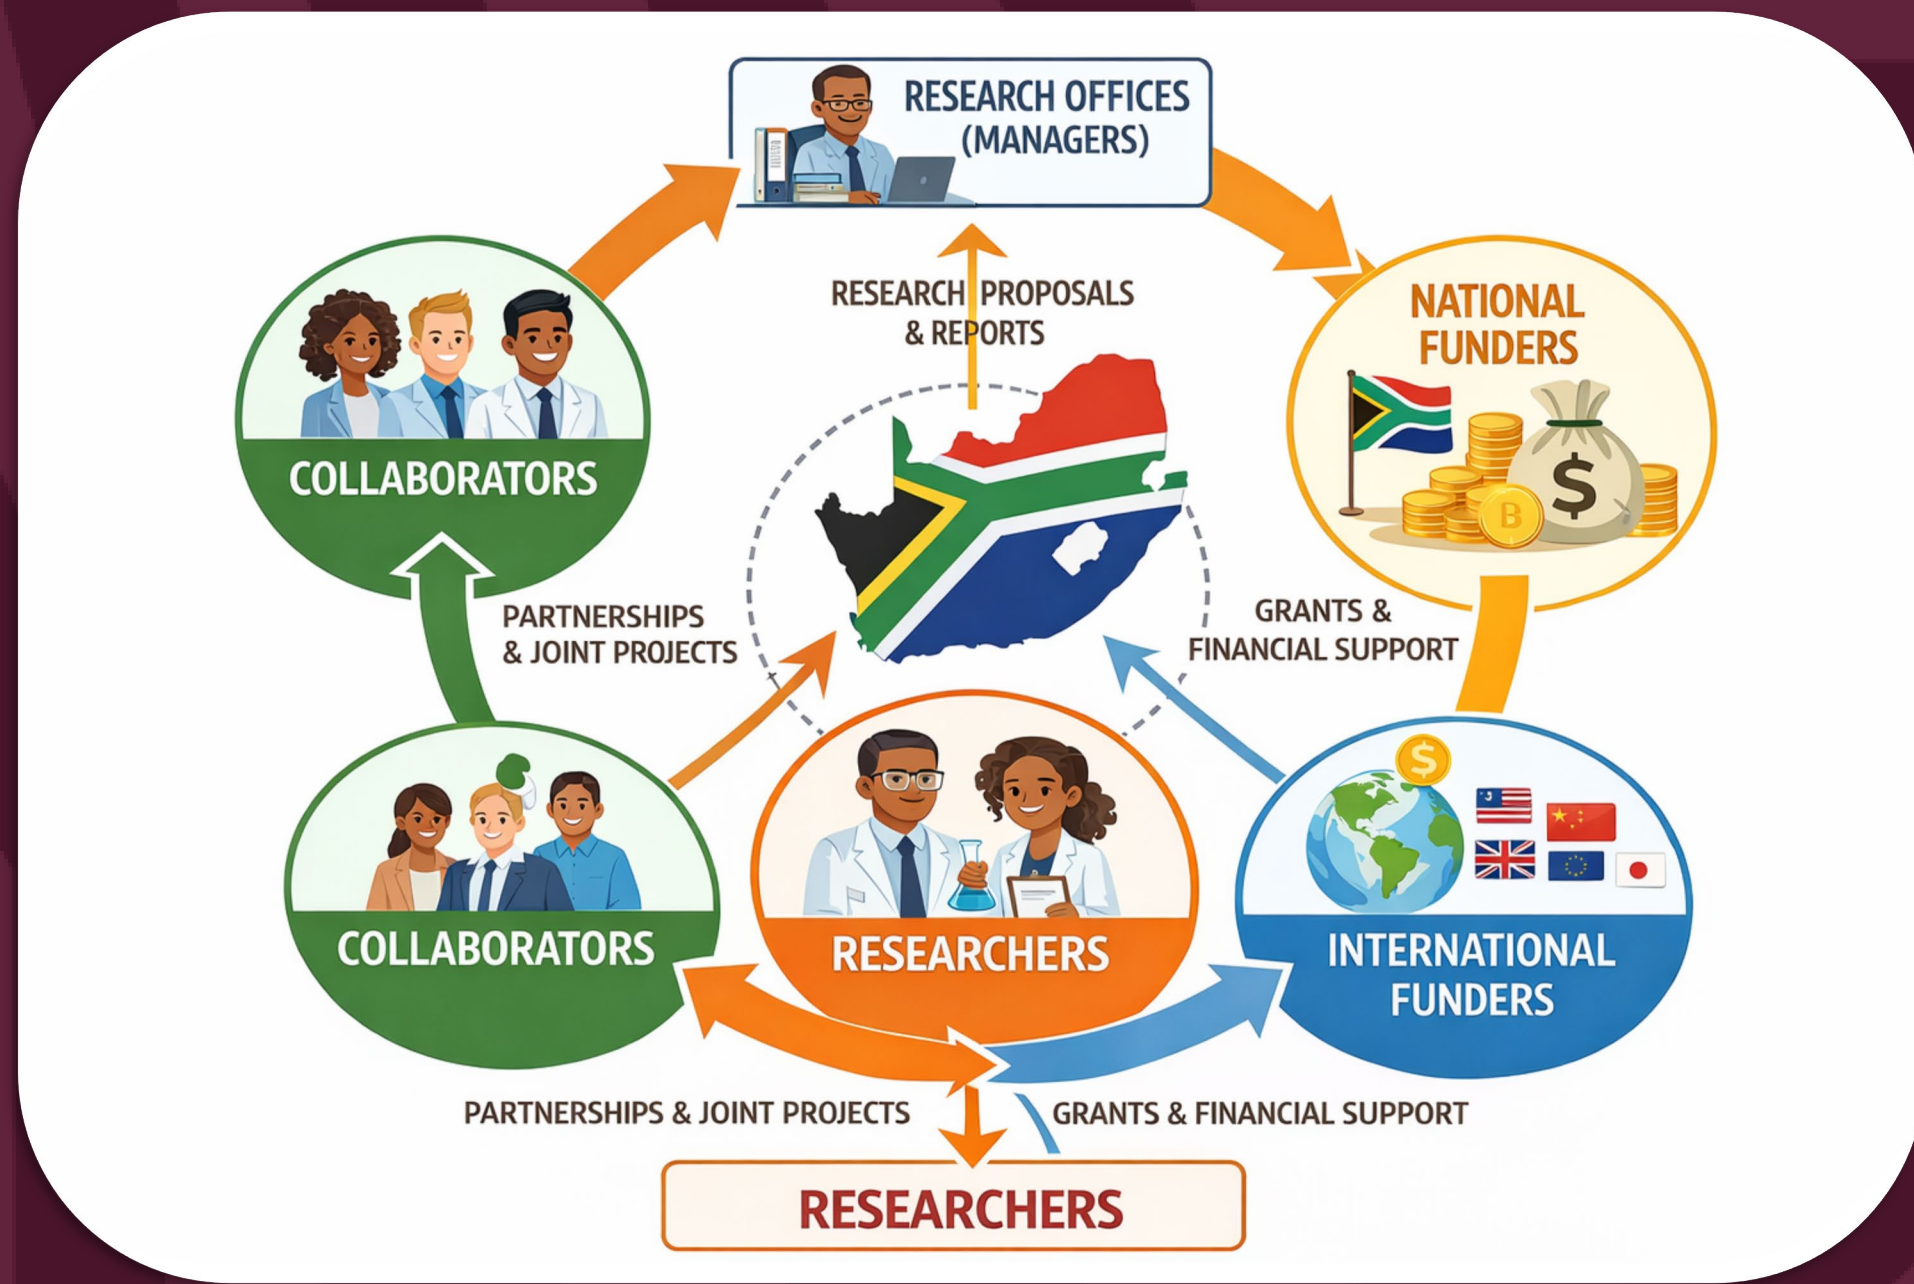 RESEARCH OFFICES
(MANAGERS)
RESEARCH PROPOSALS
& REPORTS
NATIONAL
FUNDERS
$
B
COLLABORATORS
PARTNERSHIPS
& JOINT PROJECTS
GRANTS &
FINANCIAL SUPPORT
$
COLLABORATORS
RESEARCHERS
INTERNATIONAL
FUNDERS
PARTNERSHIPS & JOINT PROJECTS
GRANTS & FINANCIAL SUPPORT
RESEARCHERS